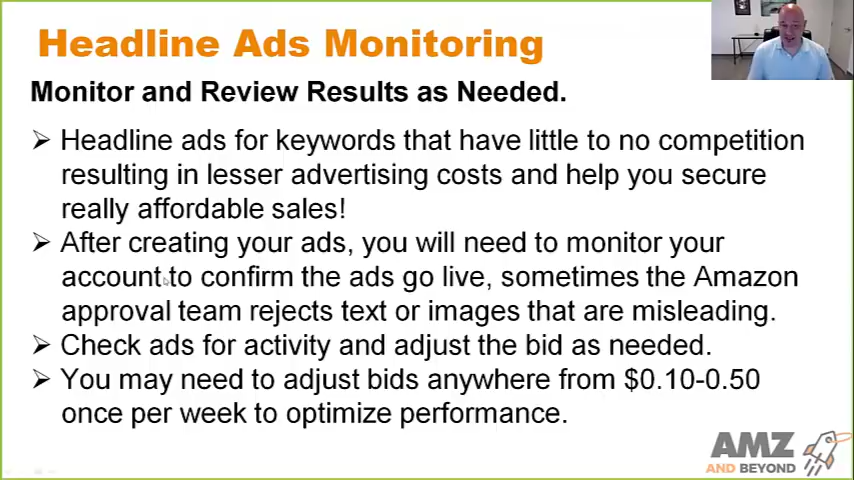 Headline Ads Monitoring
Monitor and Review Results as Needed.
➢ Headline ads for keywords that have little to no competition
resulting in lesser advertising costs and help you secure
really affordable sales!
➢ After creating your ads, you will need to monitor your
account to confirm the ads go live, sometimes the Amazon
approval team rejects text or images that are misleading.
➢ Check ads for activity and adjust the bid as needed.
➢ You may need to adjust bids anywhere from $0.10-0.50
once per week to optimize performance.
AMZ
AND BEYOND